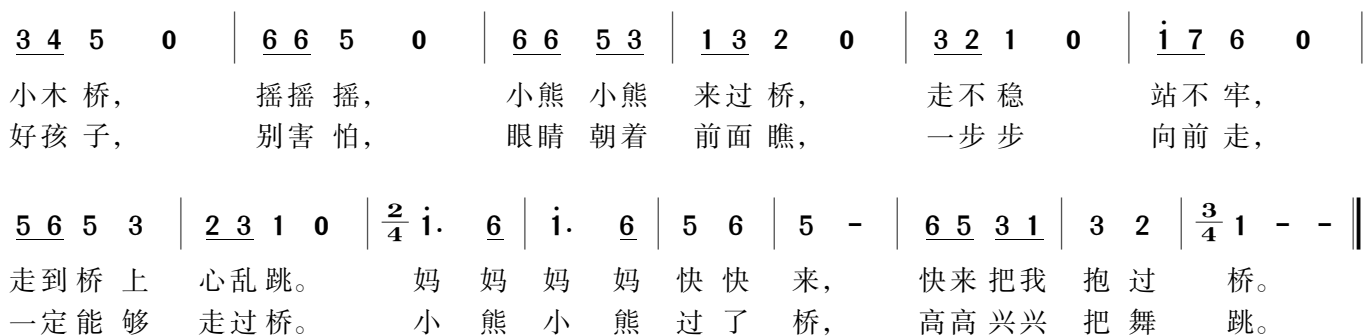 3 4 5 0 | 6 6 5 0 | 6 6 5 3 | 1 3 2 0 | 3 2 1 0 | i 7 6 0 |
小木 桥， 摇摇 摇， 小熊 小熊 来过 桥， 走不 稳 站不 牢，
好孩 子， 别害 怕， 眼睛 朝着 前面 瞧， 一步 步 向前 走，
5 6 5 3 | 2 3 1 0 | 2/4 i. 6 | i. 6 | 5 6 | 5 - | 6 5 3 1 | 3 2 | 3/4 1 - - ‖
走到 桥 上 心乱 跳。 妈 妈 妈 妈 快 快 来， 快来 把我 抱 过 桥。
一定 能 够 走过 桥。 小 熊 小 熊 过 了 桥， 高高 兴兴 把 舞 跳。